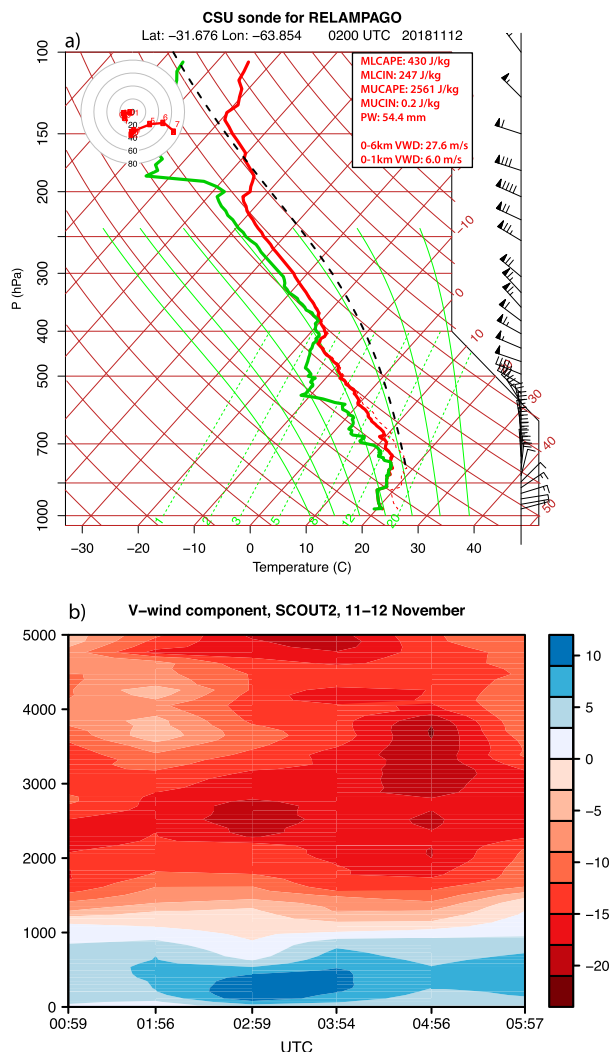 CSU sonde for RELAMPAGO
Lat: −31.676 Lon: −63.854 0200 UTC 20181112
a)
MLCAPE: 430 J/kg
MLCIN: 247 J/kg
MUCAPE: 2561 J/kg
MUCIN: 0.2 J/kg
PW: 54.4 mm
0-6km VWD: 27.6 m/s
0-1km VWD: 6.0 m/s
P (hPa)
100
150
200
300
400
500
700
1000
20
40
60
80
5
6
7
−10
0
10
30
40
50
1
2
3
5
8
12
20
−30 −20 −10 0 10 20 30 40
Temperature (C)
b)
V−wind component, SCOUT2, 11−12 November
5000
4000
3000
2000
1000
0
00:59 01:56 02:59 03:54 04:56 05:57
UTC
10
5
0
−5
−10
−15
−20